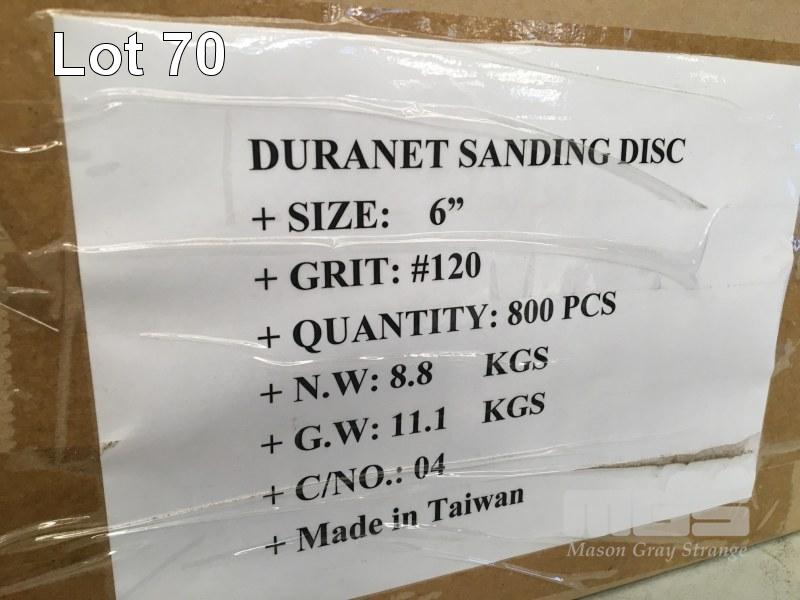 Lot 70
DURANET SANDING DISC
+ SIZE: 6”
+ GRIT: #120
+ QUANTITY: 800 PCS
+ N.W: 8.8 KGS
+ G.W: 11.1 KGS
+ C/NO.: 04
+ Made in Taiwan
MGS
Mason Gray Strange